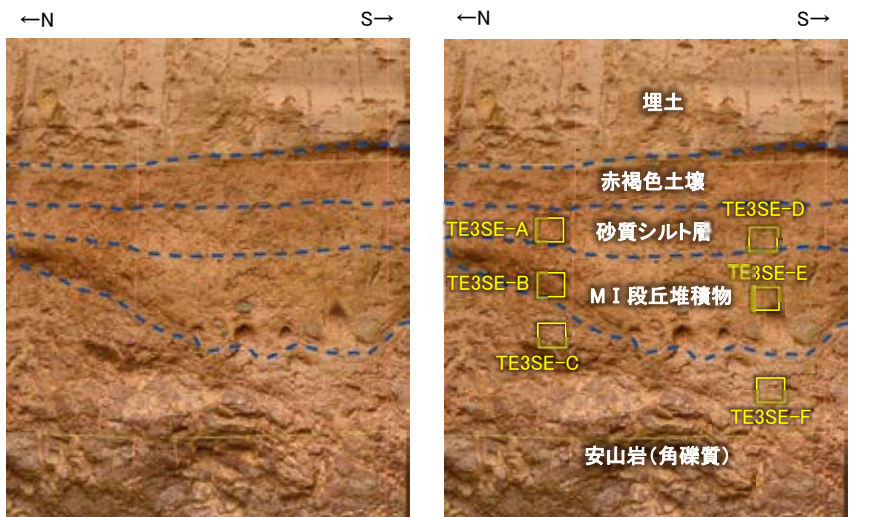 ←N S→
←N S→
埋土
赤褐色土壌
TE3SE-D
TE3SE-A
砂質シルト層
TE3SE-E
TE3SE-B
MⅠ段丘堆積物
TE3SE-C
TE3SE-F
安山岩(角礫質)